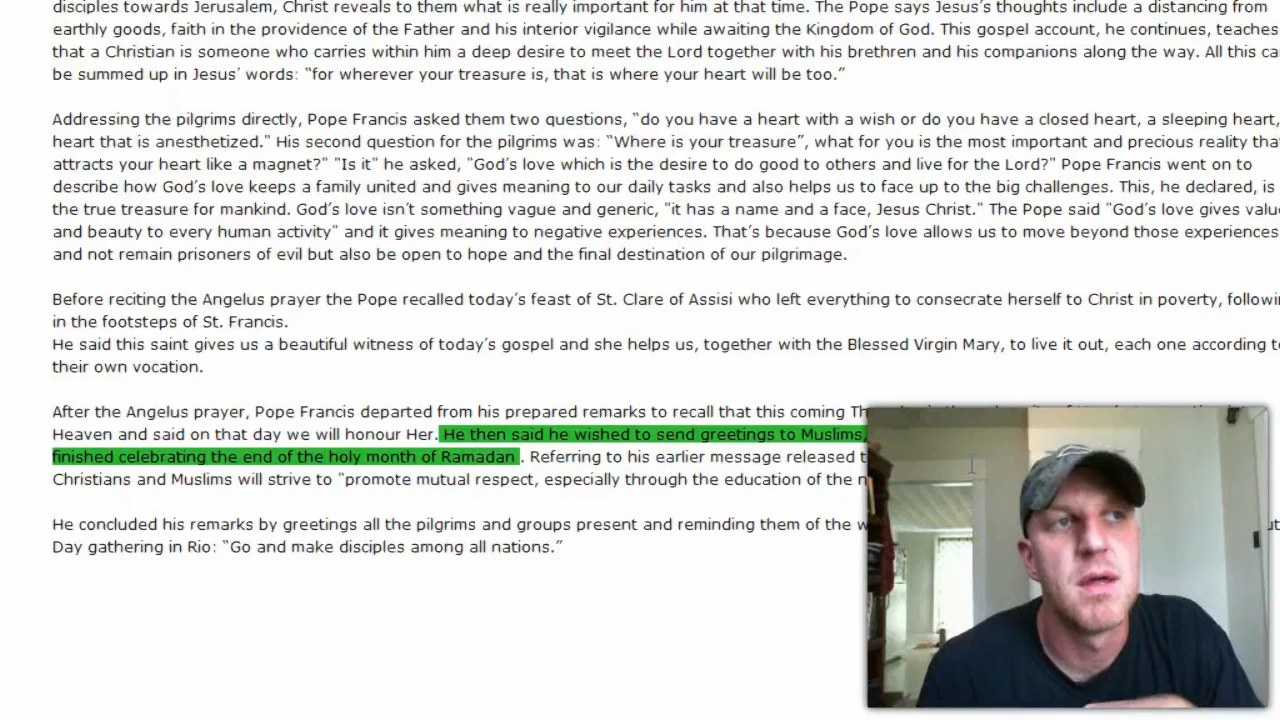 disciples towards Jerusalem, Christ reveals to them what is really important for him at that time. The Pope says Jesus's thoughts include a distancing from
earthly goods, faith in the providence of the Father and his interior vigilance while awaiting the Kingdom of God. This gospel account, he continues, teaches
that a Christian is someone who carries within him a deep desire to meet the Lord together with his brethren and his companions along the way. All this
be summed up in Jesus' words: “for wherever your treasure is, that is where your heart will be too.”
Addressing the pilgrims directly, Pope Francis asked them two questions, “do you have a heart with a wish or do you have a closed heart, a sleeping heart,
heart that is anesthetized." His second question for the pilgrims was: “Where is your treasure”, what for you is the most important and precious reality
attracts your heart like a magnet?" "Is it" he asked, "God's love which is the desire to do good to others and live for the Lord?" Pope Francis went on to
describe how God's love keeps a family united and gives meaning to our daily tasks and also helps us to face up to the big challenges. This, he declared, is
the true treasure for mankind. God's love isn't something vague and generic, "it has a name and a face, Jesus Christ." The Pope said "God's love gives
and beauty to every human activity" and it gives meaning to negative experiences. That's because God's love allows us to move beyond those experiences
and not remain prisoners of evil but also be open to hope and the final destination of our pilgrimage.
Before reciting the Angelus prayer the Pope recalled today's feast of St. Clare of Assisi who left everything to consecrate herself to Christ in poverty,
in the footsteps of St. Francis.
He said this saint gives us a beautiful witness of today's gospel and she helps us, together with the Blessed Virgin Mary, to live it out, each one according
their own vocation.
After the Angelus prayer, Pope Francis departed from his prepared remarks to recall that this coming
Heaven and said on that day we will honour Her. He then said he wished to send greetings to Muslims,
finished celebrating the end of the holy month of Ramadan . Referring to his earlier message released
Christians and Muslims will strive to “promote mutual respect, especially through the education of the
He concluded his remarks by greetings all the pilgrims and groups present and reminding them of the
Day gathering in Rio: “Go and make disciples among all nations.”